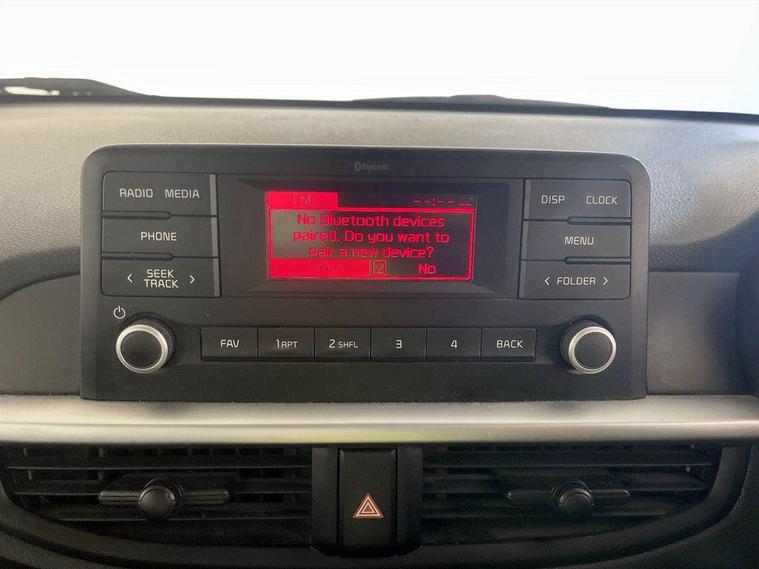 Bluetooth
RADIO MEDIA
PHONE
< SEEK TRACK >
FM
--:--
No Bluetooth devices
paired. Do you want to
pair a new device?
2 No
DISP CLOCK
MENU
< FOLDER >
FAV
1 RPT
2 SHFL
3
4
BACK